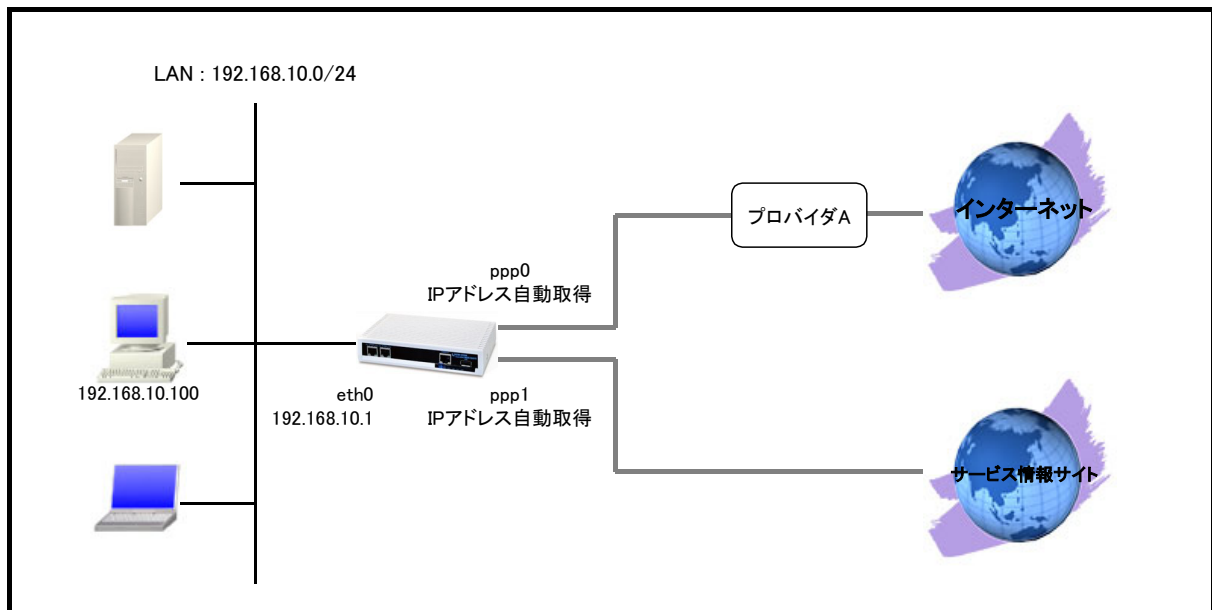 LAN : 192.168.10.0/24
プロバイダA
インターネット
ppp0
IPアドレス自動取得
192.168.10.100
eth0
192.168.10.1
ppp1
IPアドレス自動取得
サービス情報サイト